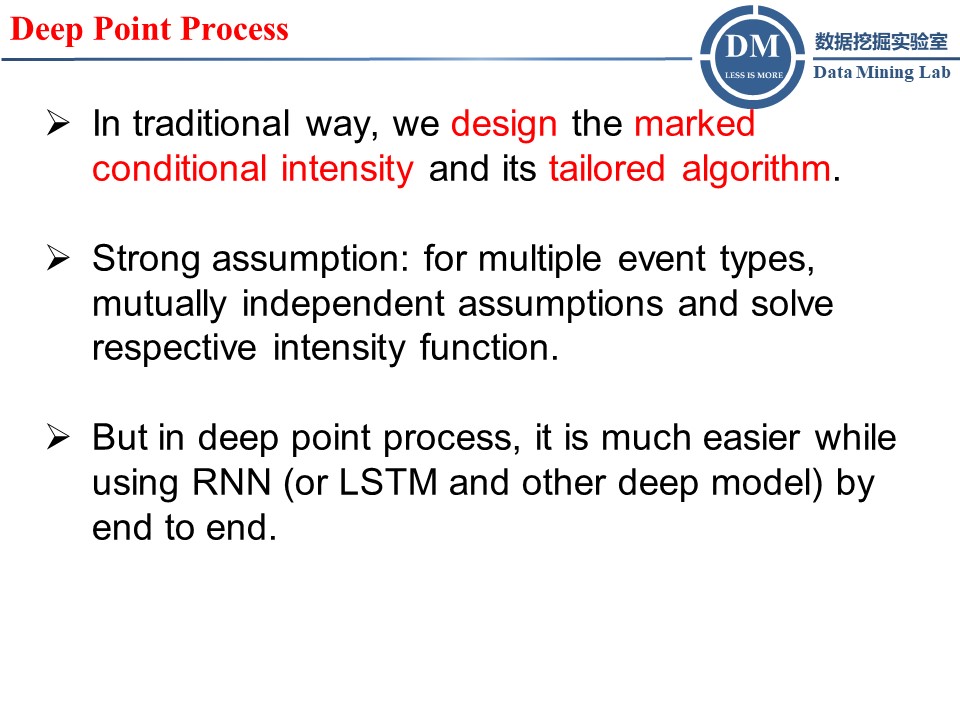 Deep Point Process
DM
LESS IS MORE
数据挖掘实验室
Data Mining Lab
➢ In traditional way, we design the marked
conditional intensity and its tailored algorithm.
➢ Strong assumption: for multiple event types,
mutually independent assumptions and solve
respective intensity function.
➢ But in deep point process, it is much easier while
using RNN (or LSTM and other deep model) by
end to end.